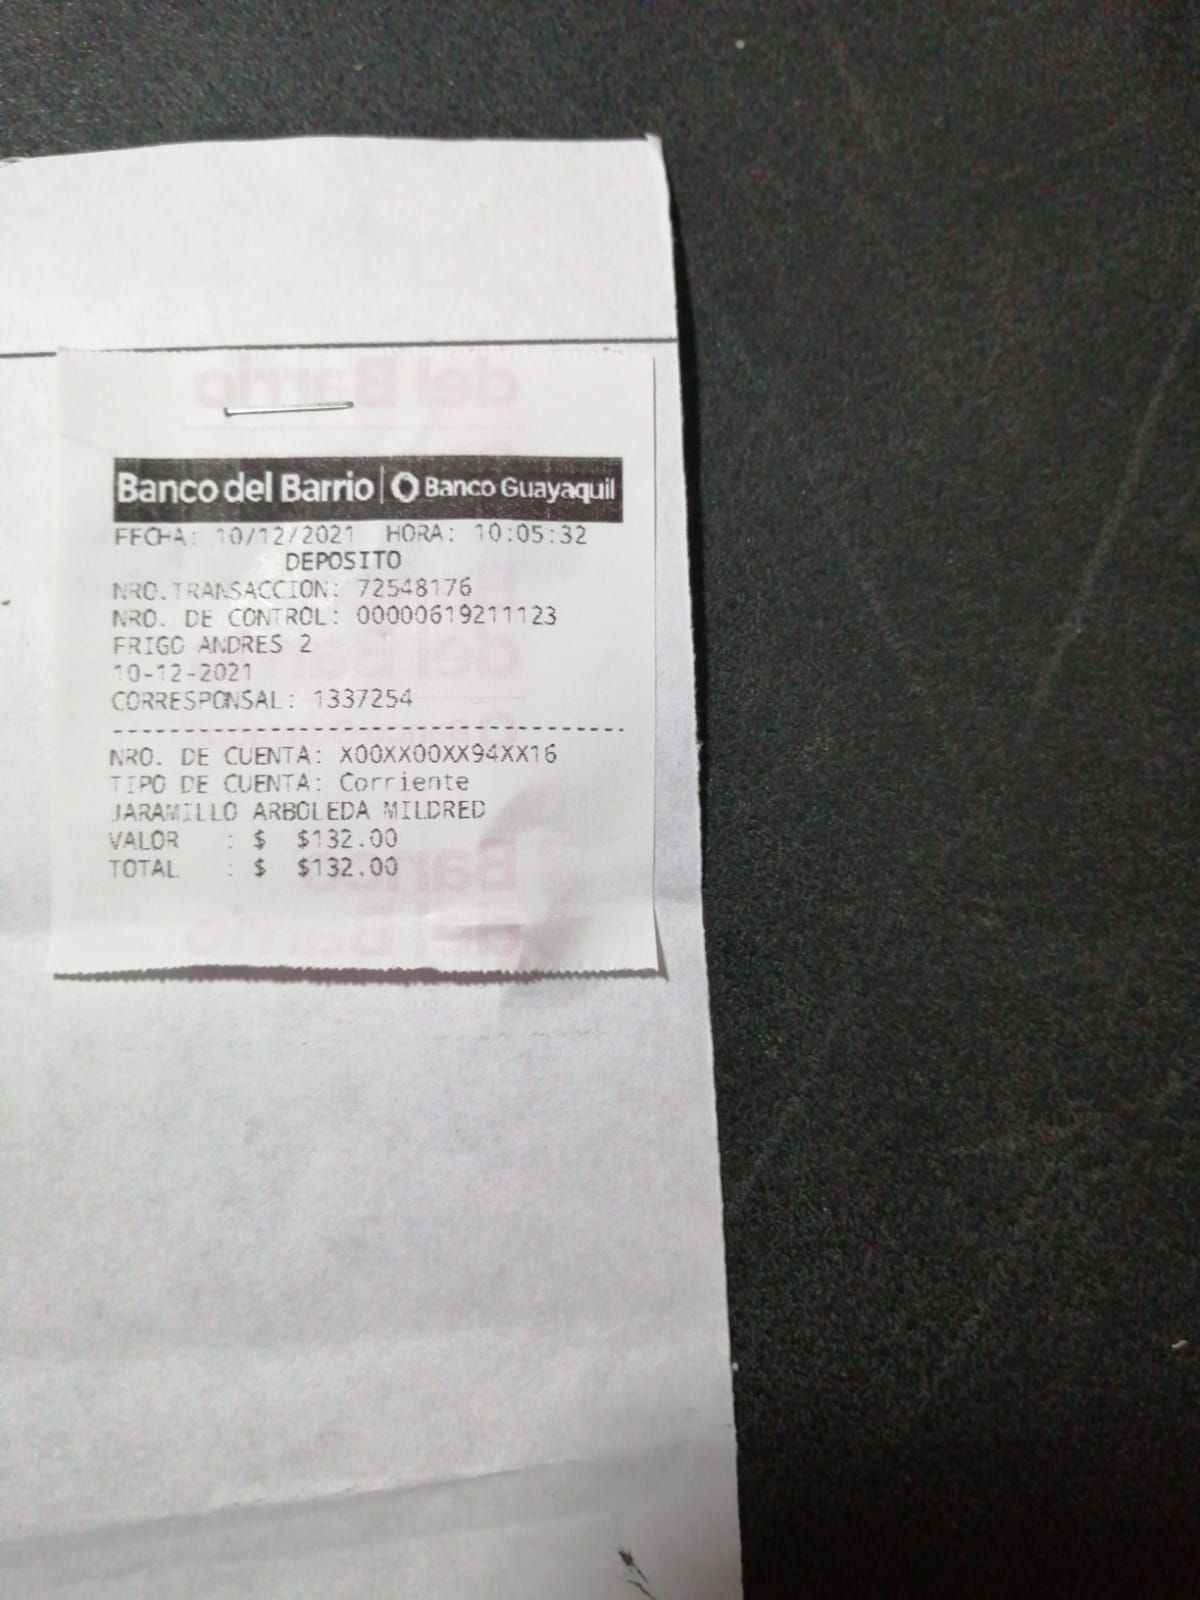 Banco del Barrio | Banco Guayaquil
FECHA: 10/12/2021 HORA: 10:05:32
DEPOSITO
NRO.TRANSACCION: 72548176
NRO. DE CONTROL: 00000619211123
FRIGO ANDRES 2
10-12-2021
CORRESPONSAL: 1337254
NRO. DE CUENTA: X00XX00XX94XX16
TIPO DE CUENTA: Corriente
JARAMILLO ARBOLEDA MILDRED
VALOR : $ $132.00
TOTAL : $ $132.00